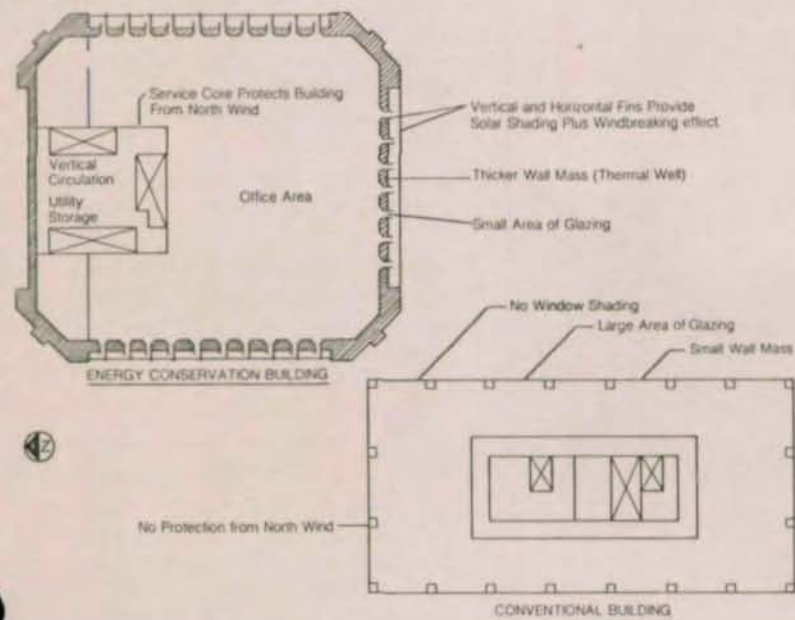 Service Core Protects Building
From North Wind
Vertical and Horizontal Fins Provide
Solar Shading Plus Windbreaking effect
Vertical
Circulation
Thicker Wall Mass (Thermal Well)
Utility
Storage
Office Area
Small Area of Glazing
No Window Shading
Large Area of Glazing
Small Wall Mass
ENERGY CONSERVATION BUILDING
Z
No Protection from North Wind
CONVENTIONAL BUILDING